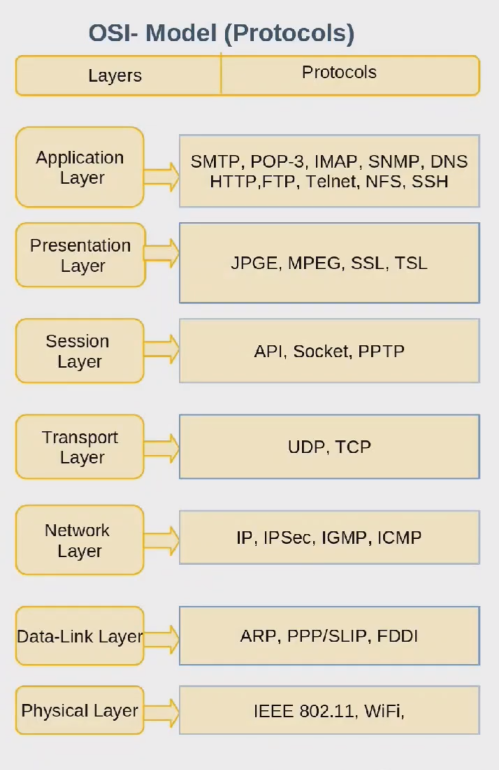 OSI- Model (Protocols)
Layers
Protocols
Application
Layer
SMTP, POP-3, IMAP, SNMP, DNS
HTTP,FTP, Telnet, NFS, SSH
Presentation
Layer
JPGE, MPEG, SSL, TSL
Session
Layer
API, Socket, PPTP
Transport
Layer
UDP, TCP
Network
Layer
IP, IPSec, IGMP, ICMP
Data-Link Layer
ARP, PPP/SLIP, FDDI
Physical Layer
IEEE 802.11, WiFi,